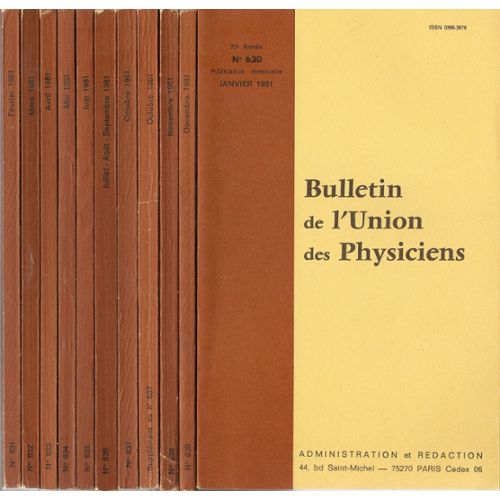 Février 1981
N° 631
Mars 1981
N° 632
Avril 1981
N° 633
Mai 1981
N° 634
Juin 1981
N° 635
Juillet - Août - Septembre 1981
N° 636
Octobre 1981
N° 637
Octobre 1981
Supplément au n° 637
Novembre 1981
N° 638
Décembre 1981
N° 639
75e Année
N° 630
Publication mensuelle
JANVIER 1981
Bulletin
de l'Union
des Physiciens
ADMINISTRATION et REDACTION
44, bd Saint-Michel — 75270 PARIS Cedex 06